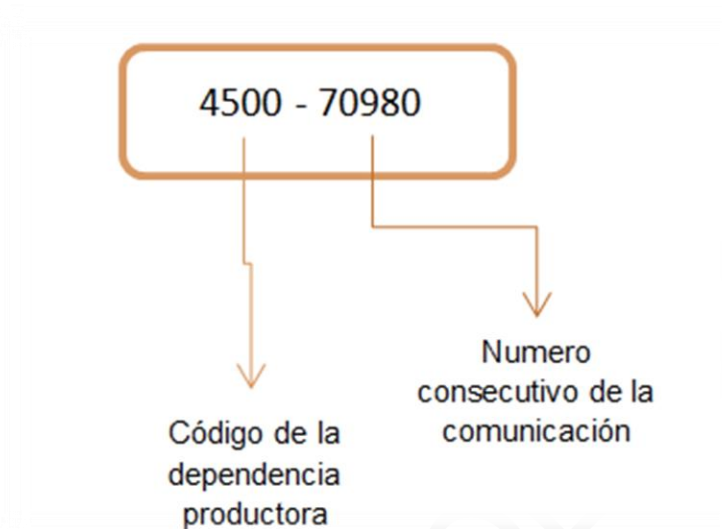 4500 - 70980
Numero
consecutivo de la
comunicación
Código de la
dependencia
productora